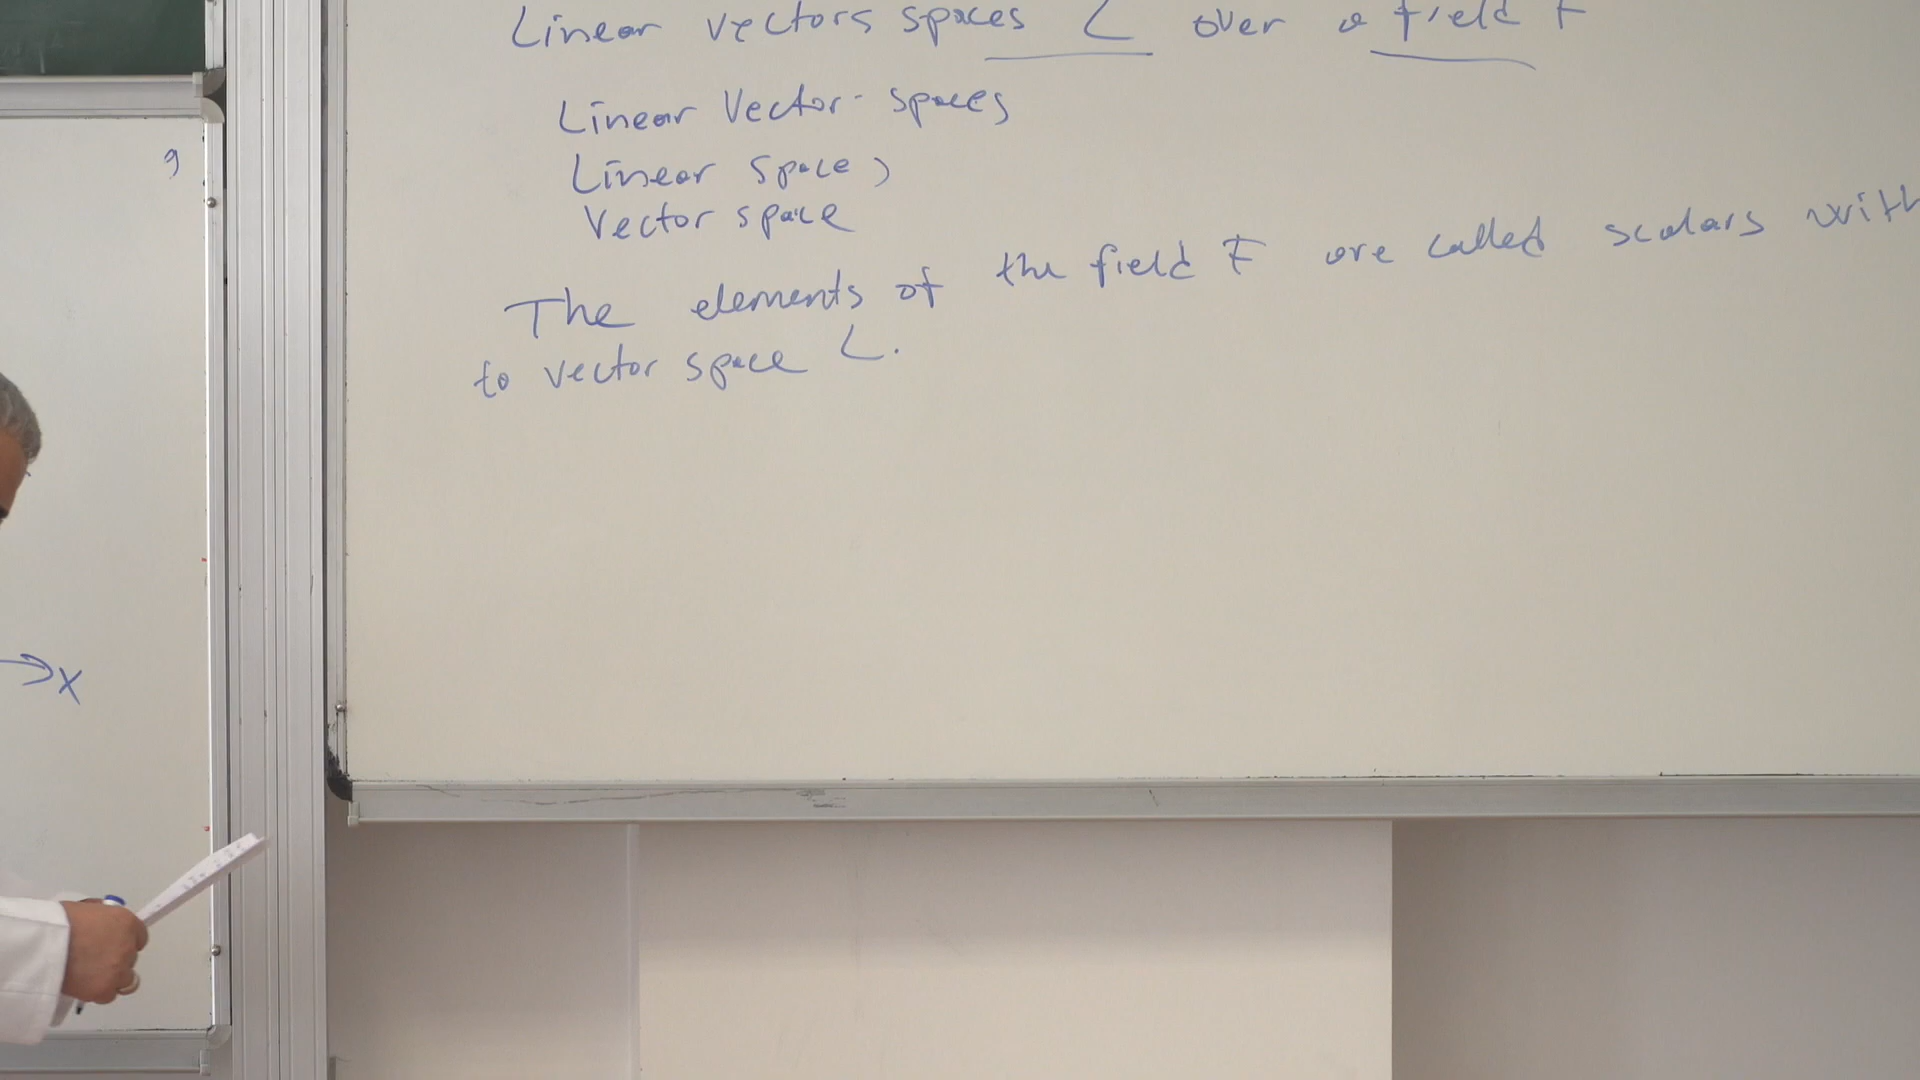 Linear vectors spaces L over a field F
Linear Vector-spaces
Linear space,
Vector space
The elements of the field F are called scalars with
to vector space L.
9
→x